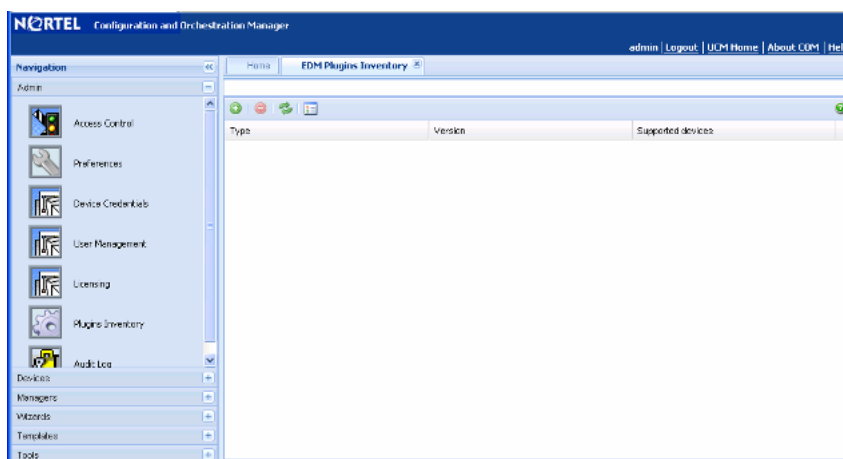 NORTEL Configuration and Orchestration Manager
admin | Logout | UCM Home | About COM | Hel
Navigation
Home
EDM Plugins Inventory
Admin
Type
Version
Supported devices
Access Control
Preferences
Device Credentials
User Management
Licensing
Plugins Inventory
Audit Log
Devices
Managers
Wizards
Templates
Tools